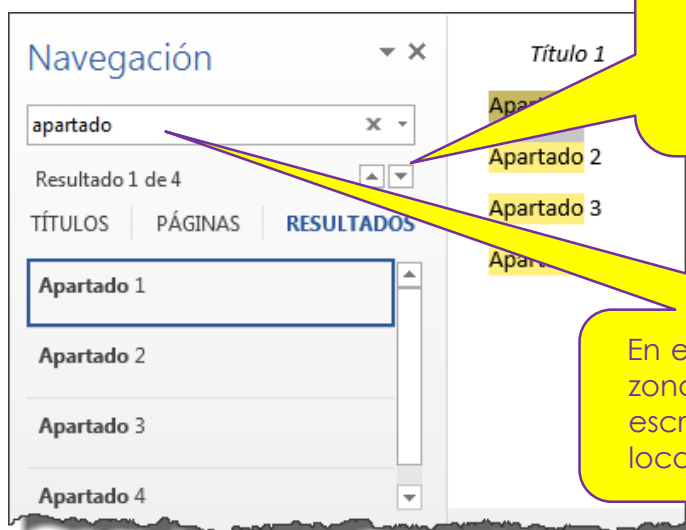 Navegación
apartado
Resultado 1 de 4
TÍTULOS PÁGINAS RESULTADOS
Apartado 1
Apartado 2
Apartado 3
Apartado 4
Título 1
Apartado 2
Apartado 3
En e
zon
escr
loc